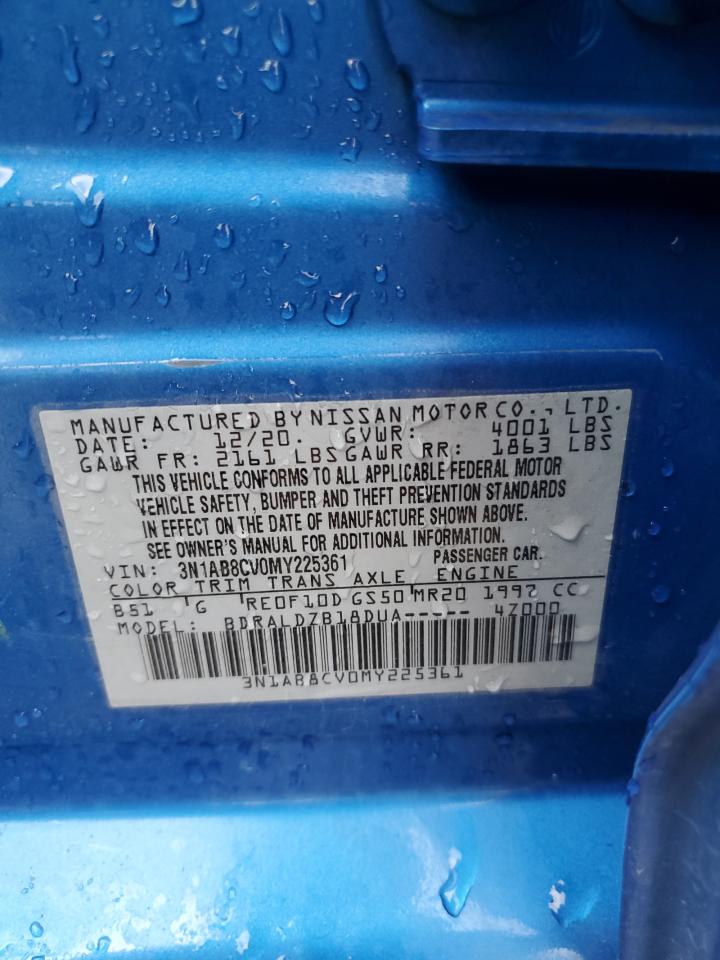 MANUFACTURED BY NISSAN MOTOR CO., LTD.
DATE: 12/20. GVWR: 4001 LBS
GAWR FR: 2161 LBS GAWR RR: 1863 LBS
THIS VEHICLE CONFORMS TO ALL APPLICABLE FEDERAL MOTOR
VEHICLE SAFETY, BUMPER AND THEFT PREVENTION STANDARDS
IN EFFECT ON THE DATE OF MANUFACTURE SHOWN ABOVE.
SEE OWNER'S MANUAL FOR ADDITIONAL INFORMATION.
VIN: 3N1AB8CV0MY225361 PASSENGER CAR.
COLOR TRIM TRANS AXLE ENGINE
B51 G RE0F10D GS50 MR20 1997 CC
MODEL: BDRALDZB18DUA----- 4Z000
3N1AB8CV0MY225361